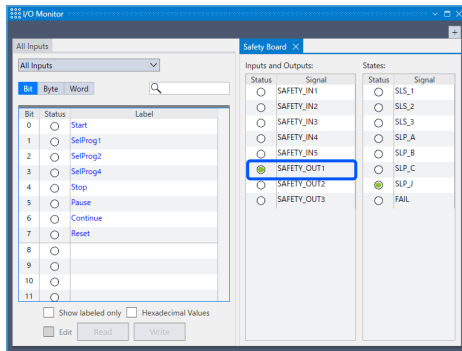 I/O Monitor
+
All Inputs
Safety Board ×
All Inputs
Bit Byte Word
Bit Status Label
0 Start
1 SelProg1
2 SelProg2
3 SelProg4
4 Stop
5 Pause
6 Continue
7 Reset
8
9
10
11
Show labeled only Hexadecimal Values
Edit Read Write
Inputs and Outputs:
Status Signal
SAFETY_IN1
SAFETY_IN2
SAFETY_IN3
SAFETY_IN4
SAFETY_IN5
SAFETY_OUT1
SAFETY_OUT2
SAFETY_OUT3
States:
Status Signal
SLS_1
SLS_2
SLS_3
SLP_A
SLP_B
SLP_C
SLP_J
FAIL